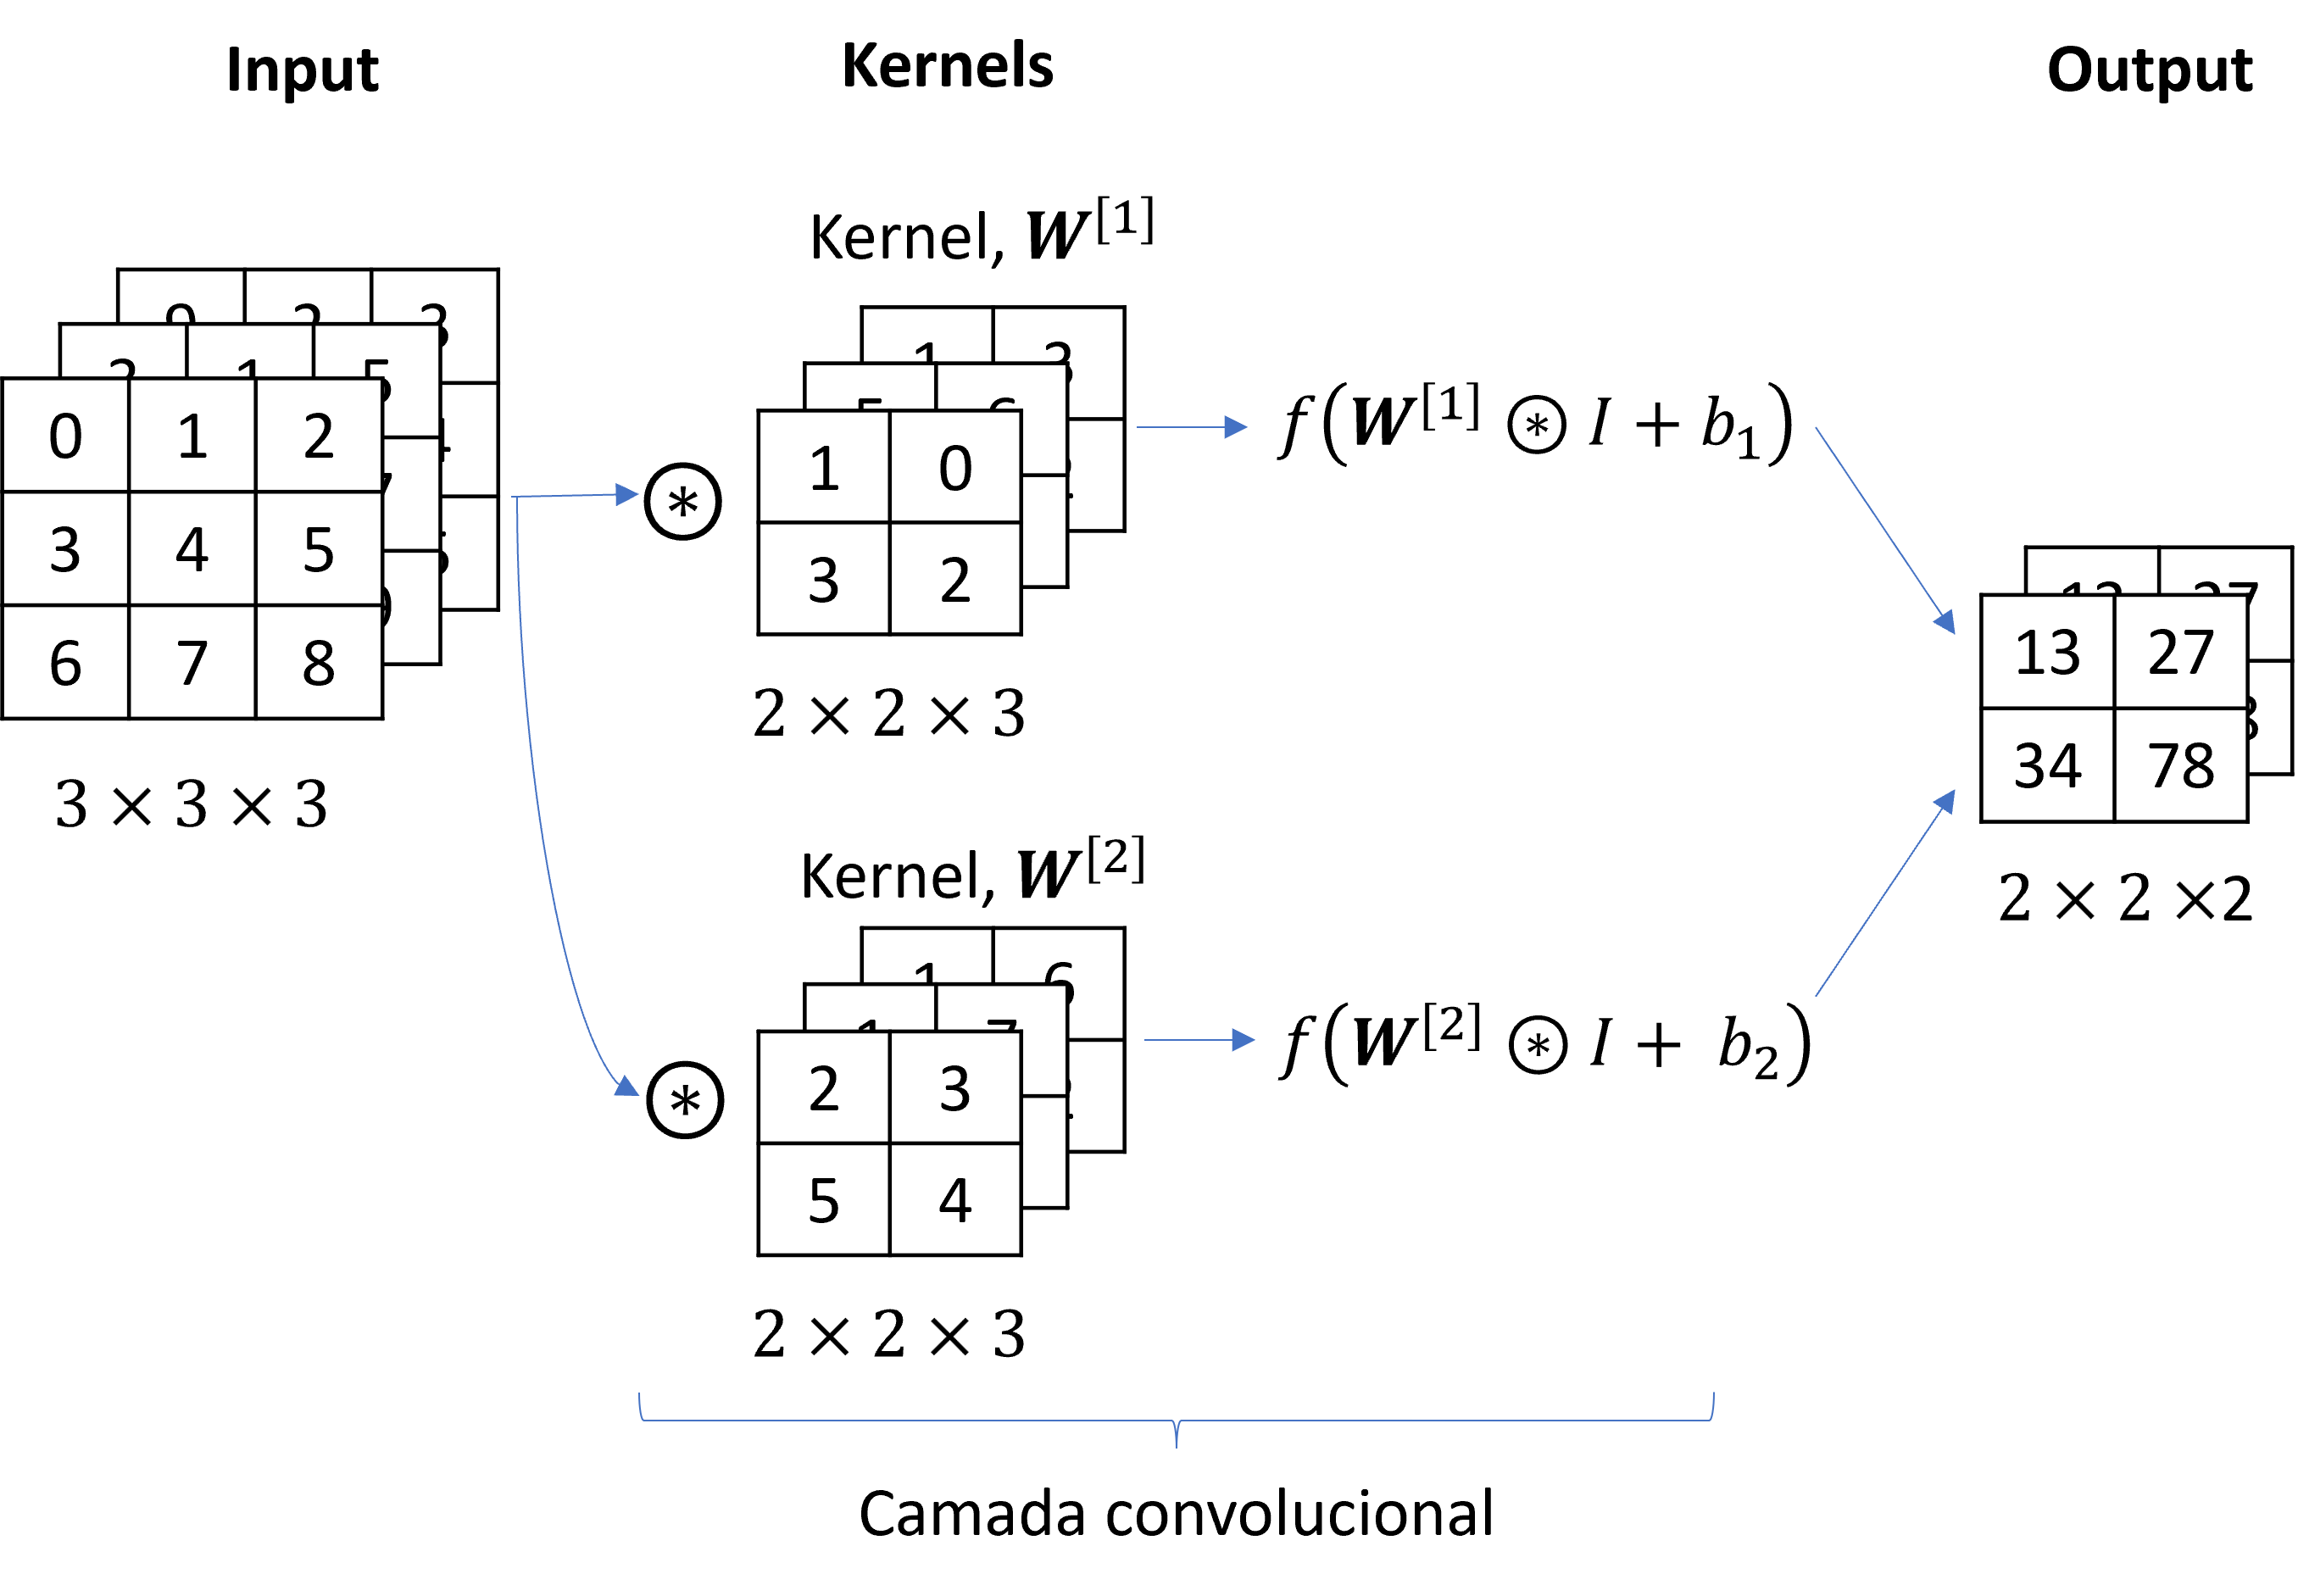 Input
Kernels
Output
Kernel, W^[1]
0 1 2
3 4 5
6 7 8
3 × 3 × 3
⊛
1 0
3 2
2 × 2 × 3
f(W^[1] ⊛ I + b_1)
Kernel, W^[2]
⊛
2 3
5 4
2 × 2 × 3
f(W^[2] ⊛ I + b_2)
13 27
34 78
2 × 2 ×2
Camada convolucional